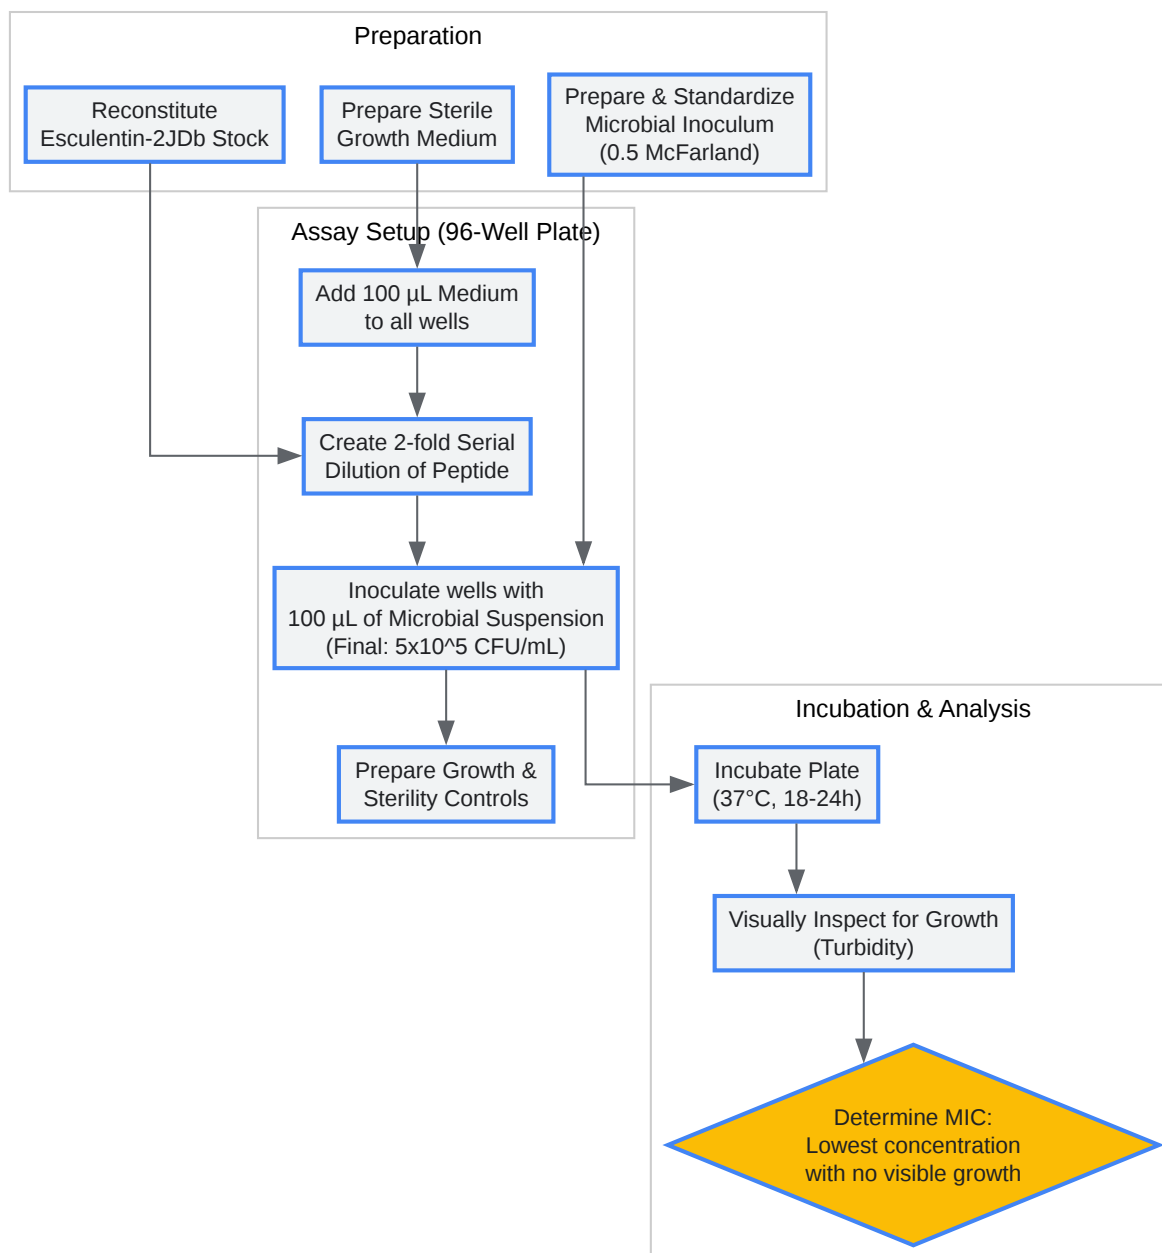 Preparation
Reconstitute
Esculentin-2JDb Stock
Prepare Sterile
Growth Medium
Prepare & Standardize
Microbial Inoculum
(0.5 McFarland)
Assay Setup (96-Well Plate)
Add 100 µL Medium
to all wells
Create 2-fold Serial
Dilution of Peptide
Inoculate wells with
100 µL of Microbial Suspension
(Final: 5x10^5 CFU/mL)
Prepare Growth &
Sterility Controls
Incubation & Analysis
Incubate Plate
(37°C, 18-24h)
Visually Inspect for Growth
(Turbidity)
Determine MIC:
Lowest concentration
with no visible growth